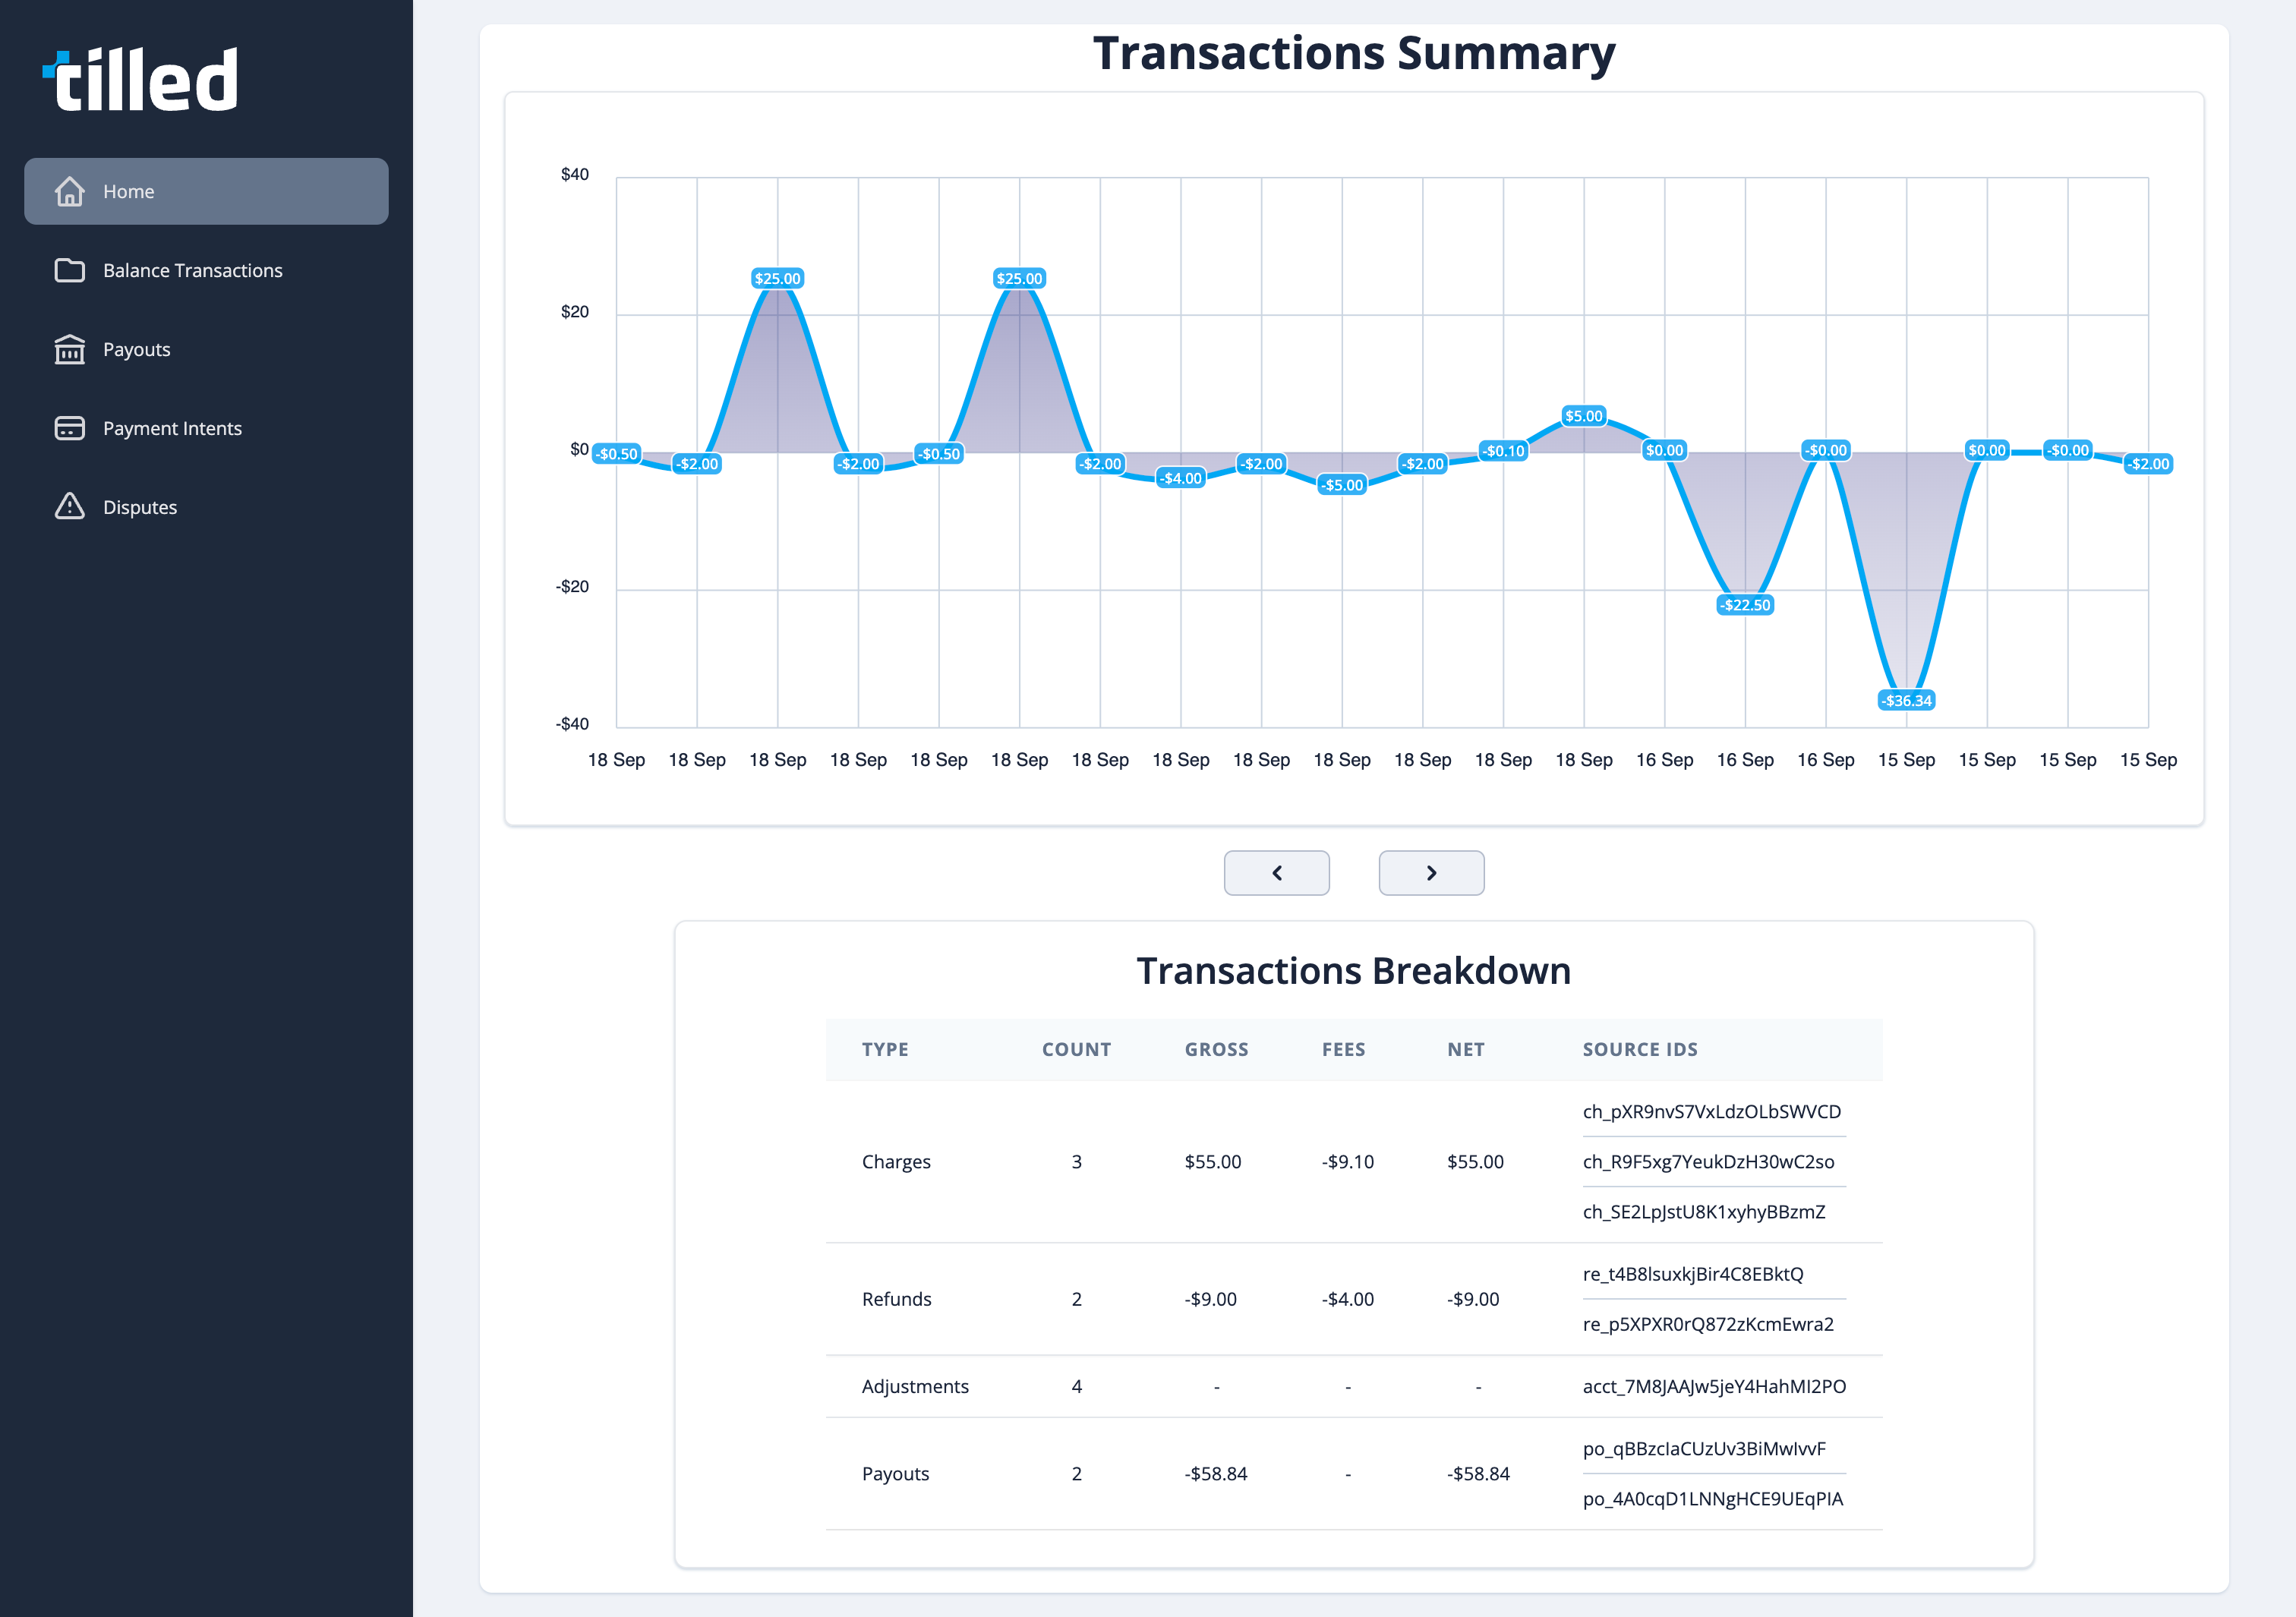 tilled
Home
Balance Transactions
Payouts
Payment Intents
Disputes
Transactions Summary
$40
$20
$0
-$20
-$40
-$0.50 -$2.00 $25.00 -$2.00 -$0.50 $25.00 -$2.00 -$4.00 -$2.00 -$5.00 -$2.00 -$0.10 $5.00 $0.00 -$22.50 -$0.00 -$36.34 $0.00 -$0.00 -$2.00
18 Sep 18 Sep 18 Sep 18 Sep 18 Sep 18 Sep 18 Sep 18 Sep 18 Sep 18 Sep 18 Sep 18 Sep 18 Sep 16 Sep 16 Sep 16 Sep 15 Sep 15 Sep 15 Sep 15 Sep
Transactions Breakdown
TYPE COUNT GROSS FEES NET SOURCE IDS
ch_pXR9nvS7VxLdzOLbSWVCD
Charges 3 $55.00 -$9.10 $55.00 ch_R9F5xg7YeukDzH30wC2so
ch_SE2LpJstU8K1xyhyBBzmZ
re_t4B8lsuxkjBir4C8EBktQ
Refunds 2 -$9.00 -$4.00 -$9.00
re_p5XPXR0rQ872zKcmEwra2
Adjustments 4 - - - acct_7M8JAAJw5jeY4HahMI2PO
po_qBBzcIaCUzUv3BiMwIvvF
Payouts 2 -$58.84 - -$58.84
po_4A0cqD1LNNgHCE9UEqPIA